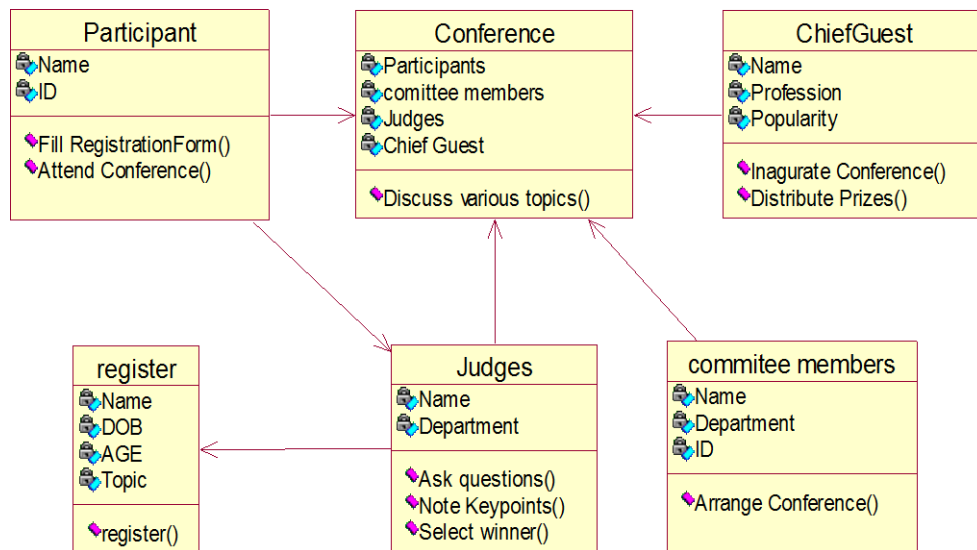 Participant
Name
ID
Fill RegistrationForm()
Attend Conference()
Conference
Participants
comittee members
Judges
Chief Guest
Discuss various topics()
ChiefGuest
Name
Profession
Popularity
Inagurate Conference()
Distribute Prizes()
register
Name
DOB
AGE
Topic
register()
Judges
Name
Department
Ask questions()
Note Keypoints()
Select winner()
commitee members
Name
Department
ID
Arrange Conference()